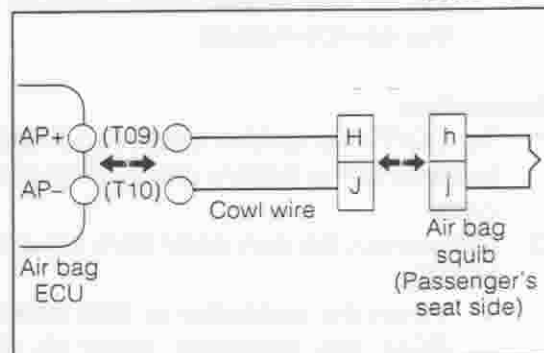 AP+ (T09) H h
AP– (T10) J j
Cowl wire
Air bag
ECU
Air bag
squib
(Passenger's
seat side)